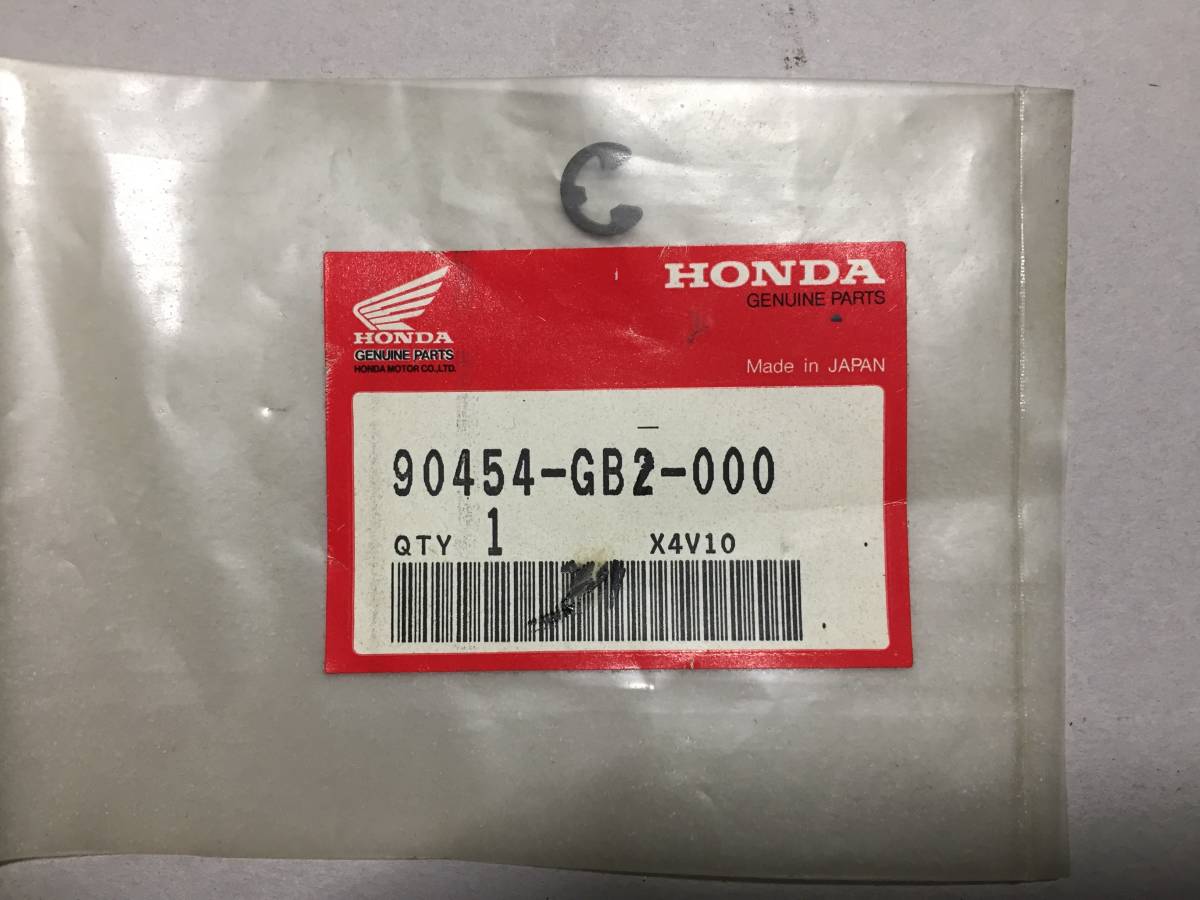 HONDA
GENUINE PARTS
HONDA MOTOR CO.,LTD.
HONDA
GENUINE PARTS
Made in JAPAN
90454-GB2-000
QTY 1 X4V10